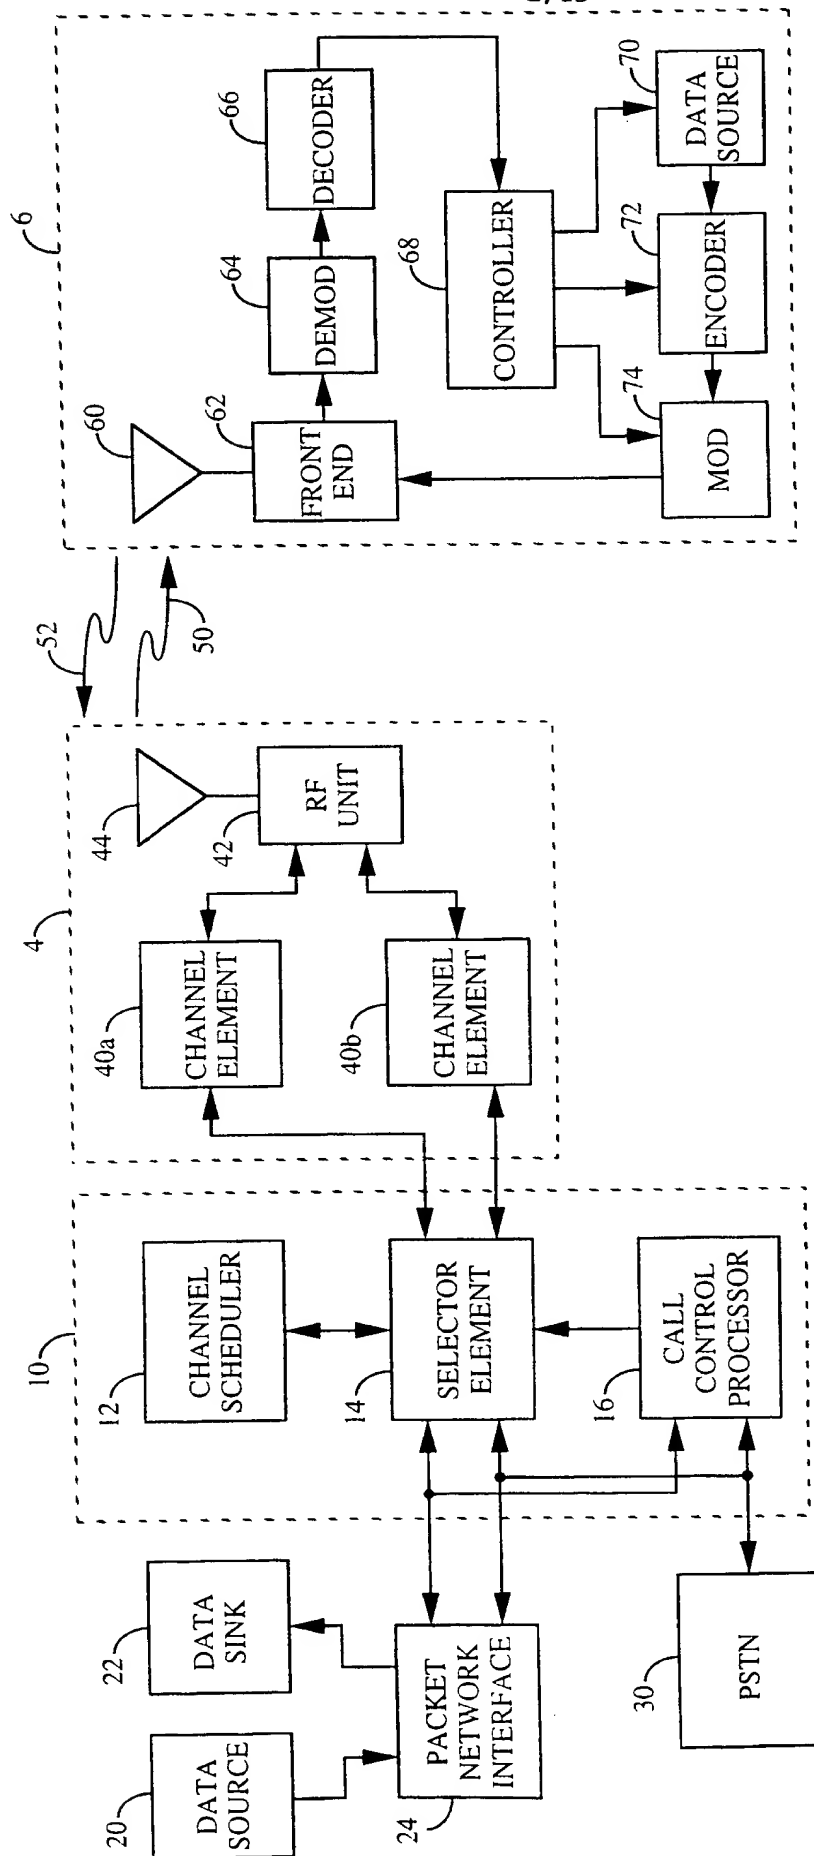 20
DATA
SOURCE
22
DATA
SINK
24
PACKET
NETWORK
INTERFACE
30
PSTN
10
12
CHANNEL
SCHEDULER
14
SELECTOR
ELEMENT
16
CALL
CONTROL
PROCESSOR
4
40a
CHANNEL
ELEMENT
40b
CHANNEL
ELEMENT
44
42
RF
UNIT
52
50
6
60
62
FRONT
END
64
DEMOD
66
DECODER
68
CONTROLLER
74
MOD
72
ENCODER
70
DATA
SOURCE